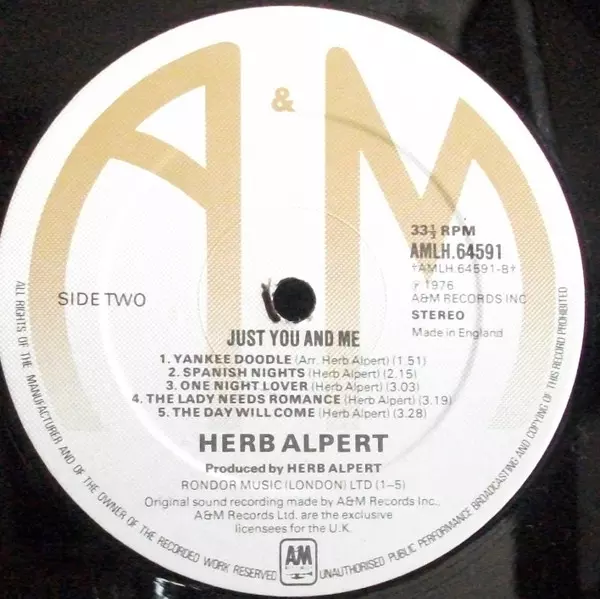 A&M
33⅓ RPM
AMLH.64591
†AMLH.64591-B†
℗ 1976
A&M RECORDS INC
STEREO
Made in England
SIDE TWO
JUST YOU AND ME
1. YANKEE DOODLE (Arr. Herb Alpert) (1.51)
2. SPANISH NIGHTS (Herb Alpert) (2.15)
3. ONE NIGHT LOVER (Herb Alpert) (3.03)
4. THE LADY NEEDS ROMANCE (Herb Alpert) (3.19)
5. THE DAY WILL COME (Herb Alpert) (3.28)
HERB ALPERT
Produced by HERB ALPERT
RONDOR MUSIC (LONDON) LTD (1-5)
Original sound recording made by A&M Records Inc.,
A&M Records Ltd. are the exclusive
licensees for the U.K.
AM
ALL RIGHTS OF THE MANUFACTURER AND OF THE OWNER OF THE RECORDED WORK RESERVED
UNAUTHORISED PUBLIC PERFORMANCE BROADCASTING AND COPYING OF THIS RECORD PROHIBITED